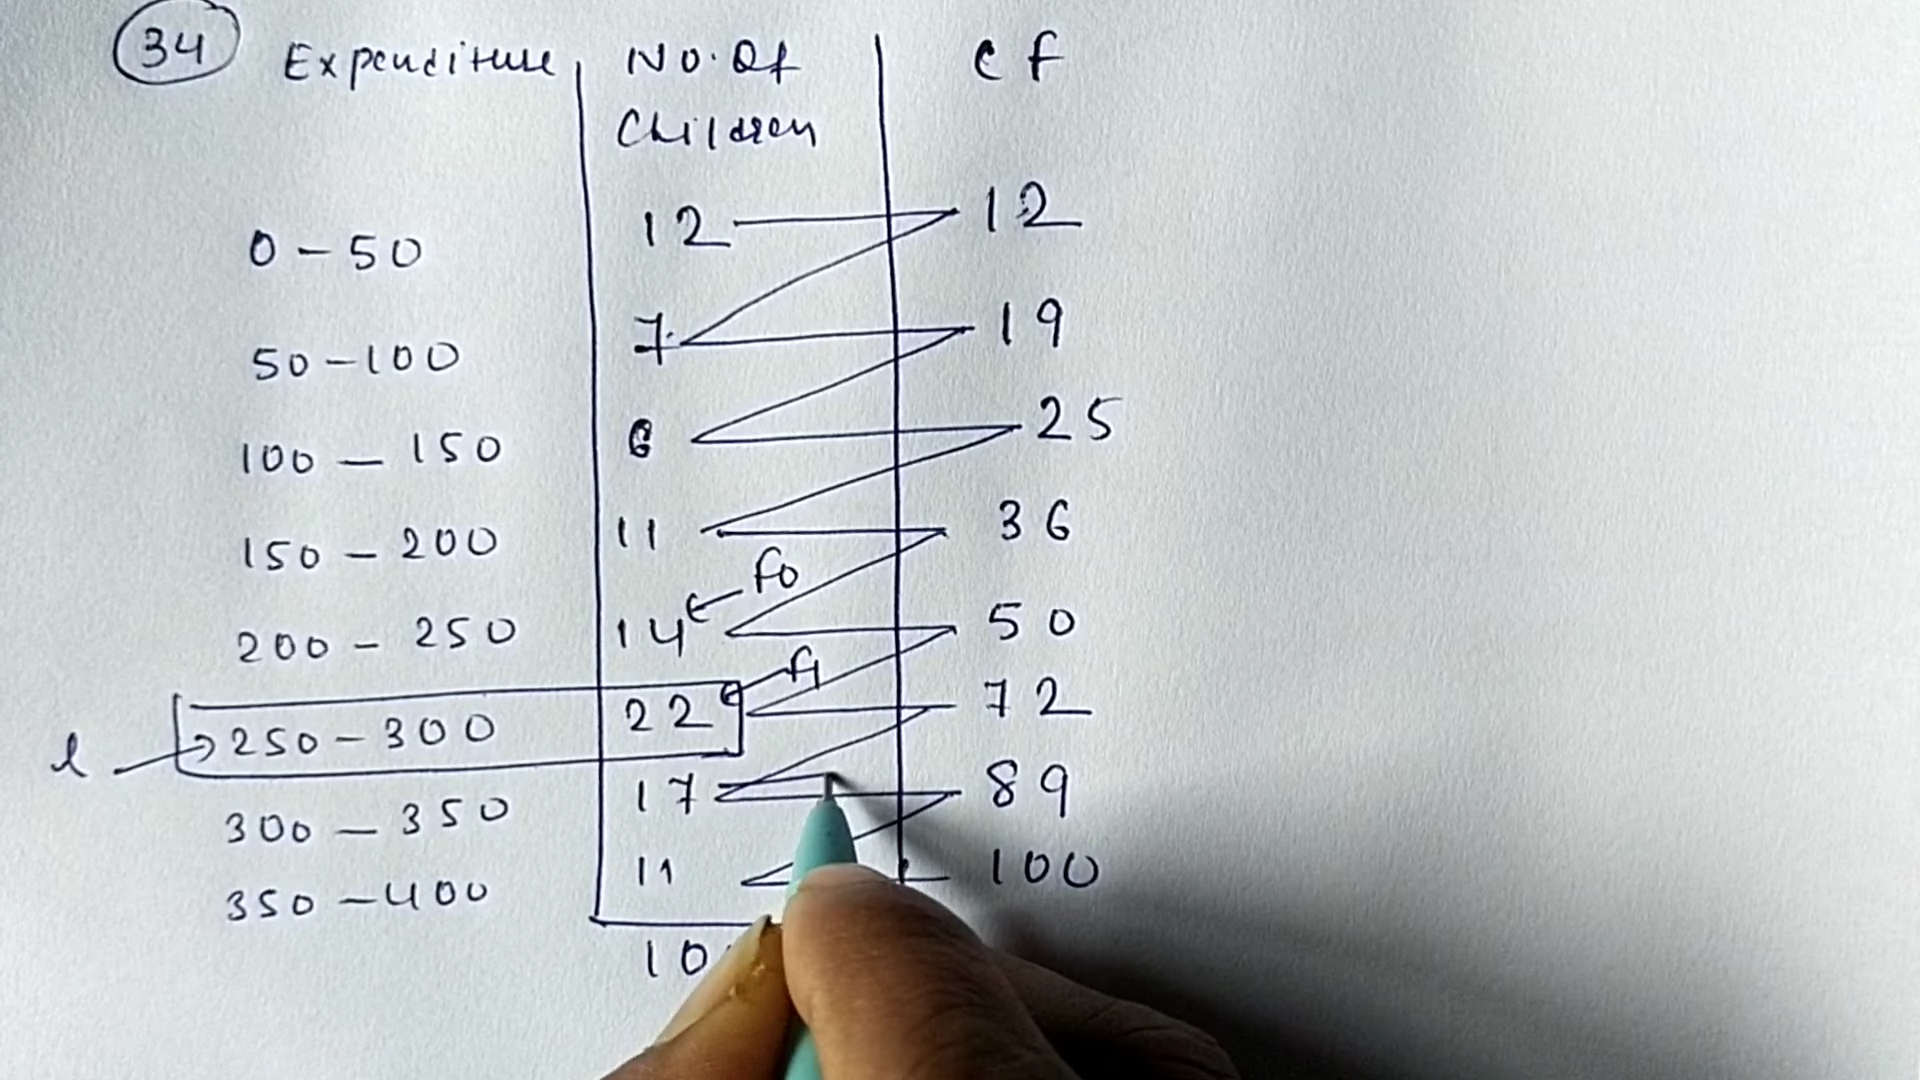 34 Expenditure No. Of Children cf
0 - 50 12 12
50 - 100 7 19
100 - 150 6 25
150 - 200 11 36
f0
200 - 250 14 50
f1
l 250 - 300 22 72
300 - 350 17 89
350 - 400 11 100